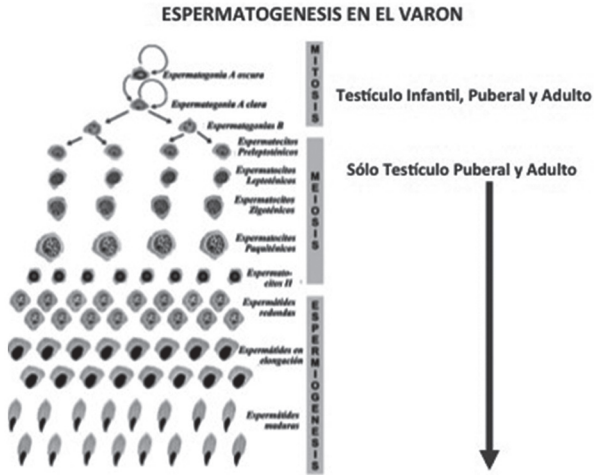 ESPERMATOGENESIS EN EL VARON
Espermatogonia A oscura
Espermatogonia A clara
Espermatogonias B
Espermatocitos
Preleptoténicos
Espermatocitos
Leptoténicos
Espermatocitos
Zigoténicos
Espermatocitos
Paquiténicos
Espermato-
citos II
Espermátides
redondas
Espermátides en
elongación
Espermátides
maduras
MITOSIS
MEIOSIS
ESPERMIOGENESIS
Testículo Infantil, Puberal y Adulto
Sólo Testículo Puberal y Adulto